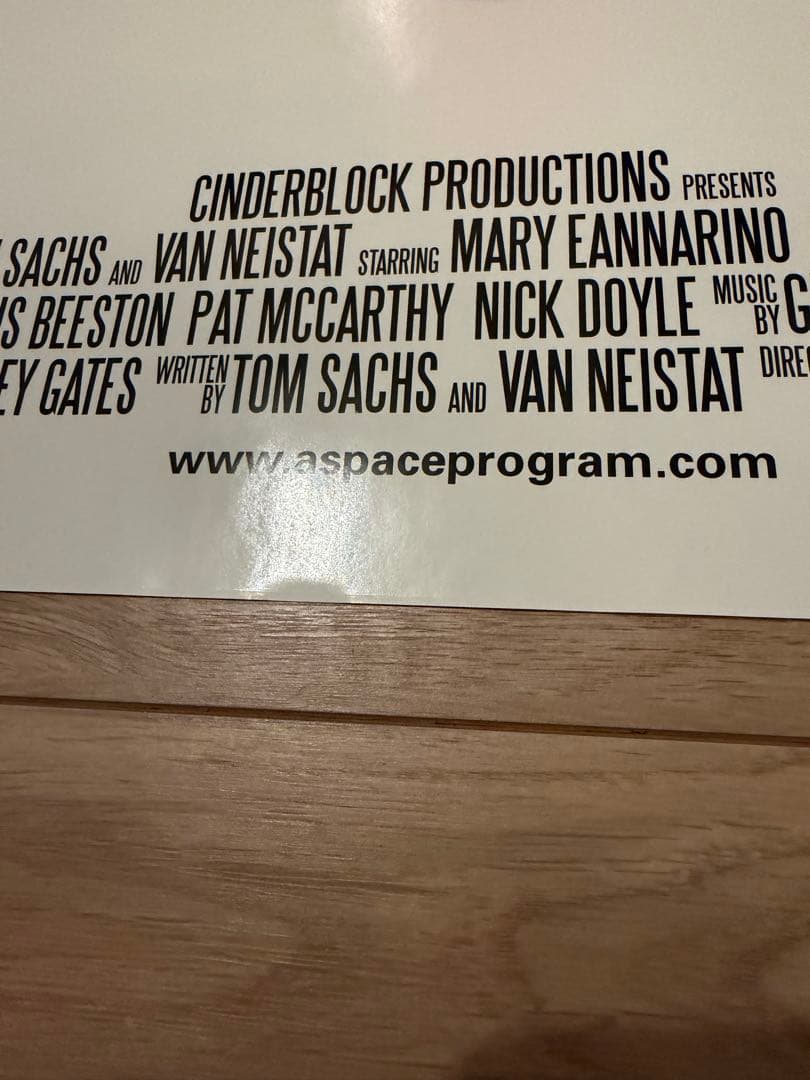 CINDERBLOCK PRODUCTIONS PRESENTS
SACHS AND VAN NEISTAT STARRING MARY EANNARINO
BEESTON PAT MCCARTHY NICK DOYLE MUSIC BY
GATES WRITTEN BY TOM SACHS AND VAN NEISTAT
www.aspaceprogram.com